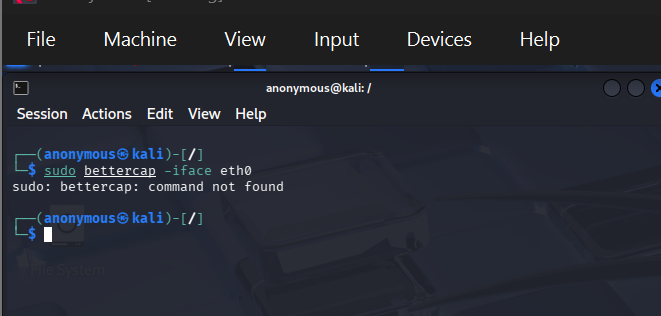 File Machine View Input Devices Help
anonymous@kali: /
Session Actions Edit View Help
┌──(anonymous㉿kali)-[/]
└─$ sudo bettercap -iface eth0
sudo: bettercap: command not found
┌──(anonymous㉿kali)-[/]
└─$
File System